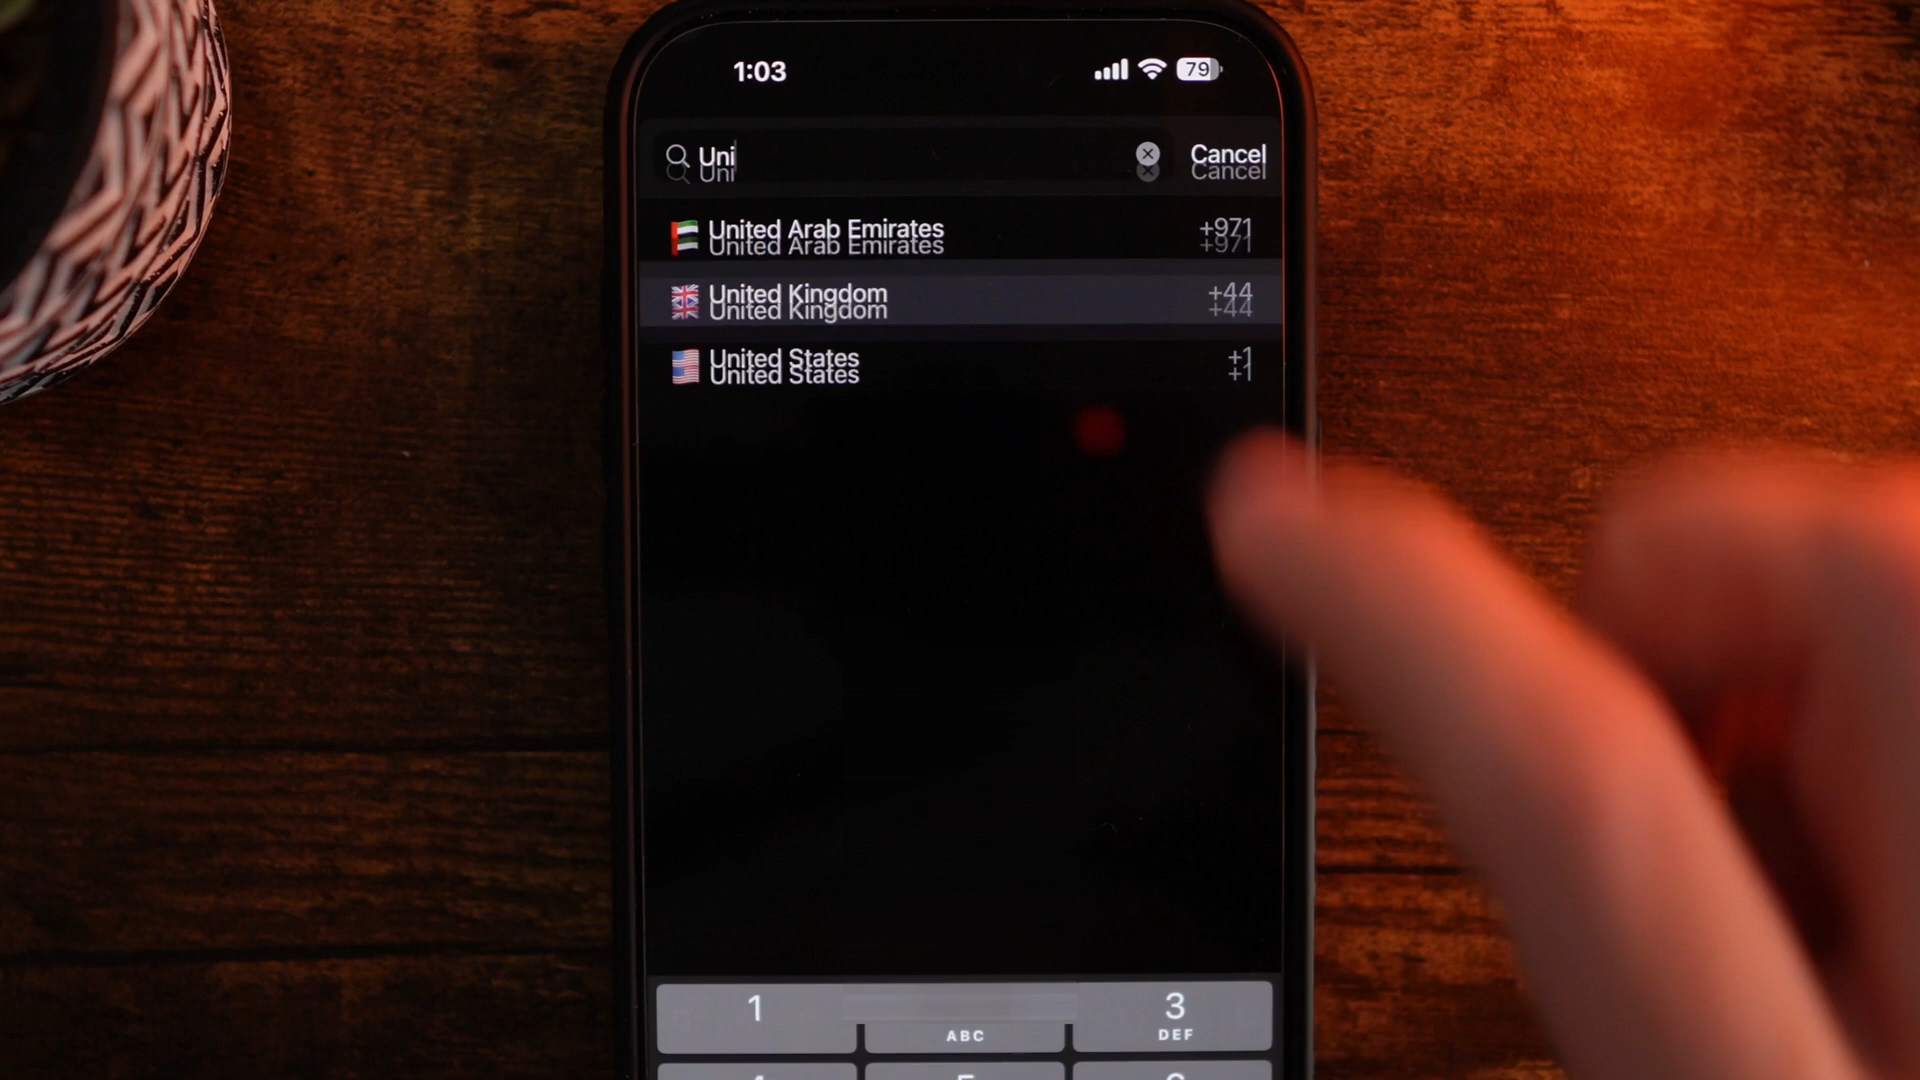 1:03
79
Uni
Cancel
United Arab Emirates +971
United Kingdom +44
United States +1
1
3
ABC
DEF